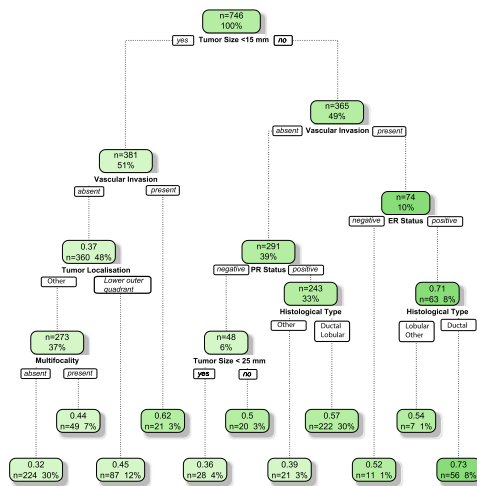 n=746
100%
yes Tumor Size <15 mm no
n=365
49%
absent Vascular Invasion present
n=381
51%
Vascular Invasion
absent present
n=74
10%
ER Status
negative positive
0.37
n=360 48%
Tumor Localisation
Other Lower outer
quadrant
n=291
39%
negative PR Status positive
n=243
33%
Histological Type
Other Ductal
Lobular
0.71
n=63 8%
Histological Type
Lobular
Other Ductal
n=273
37%
Multifocality
absent present
n=48
6%
Tumor Size < 25 mm
yes no
0.44
n=49 7%
0.62
n=21 3%
0.5
n=20 3%
0.57
n=222 30%
0.54
n=7 1%
0.32
n=224 30%
0.45
n=87 12%
0.36
n=28 4%
0.39
n=21 3%
0.52
n=11 1%
0.73
n=56 8%